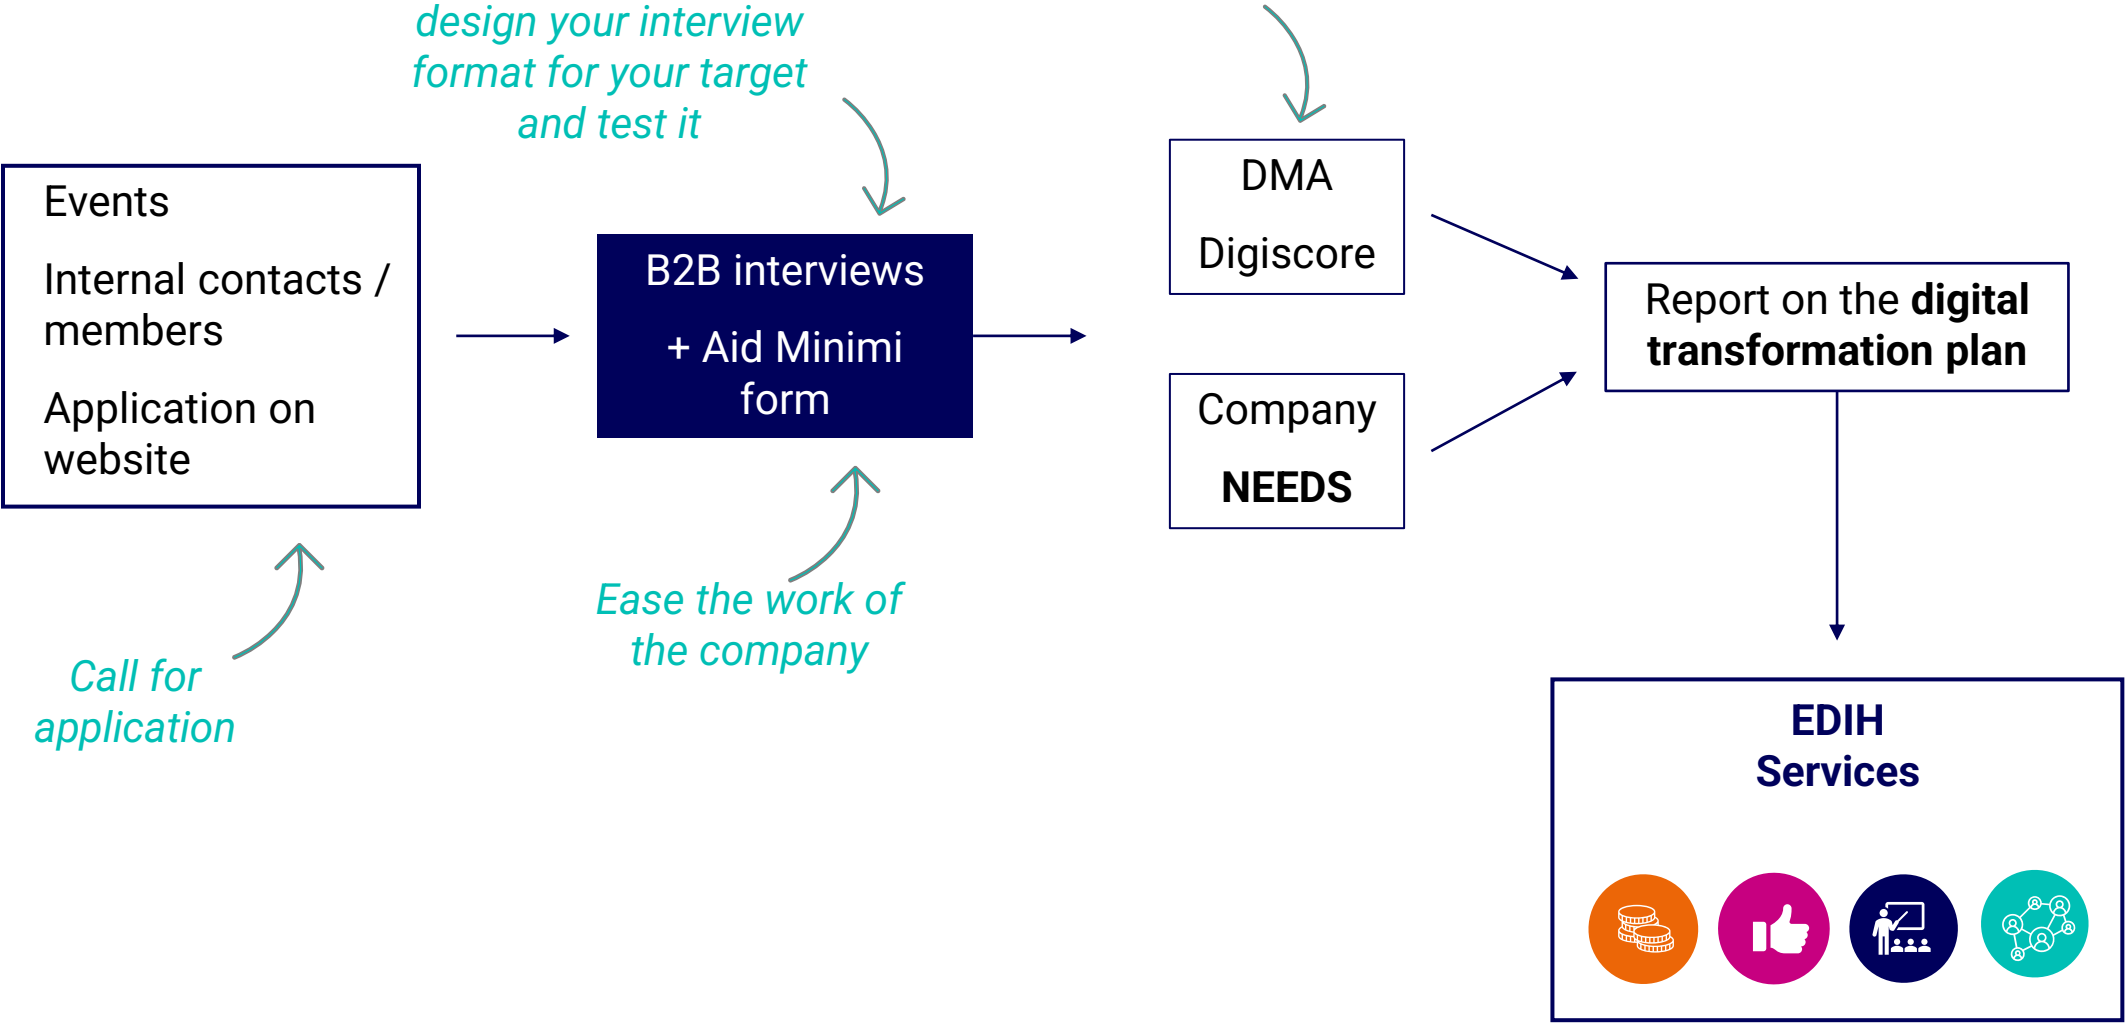 design your interview
format for your target
and test it
Events
Internal contacts /
members
Application on
website
Call for
application
B2B interviews
+ Aid Minimi
form
Ease the work of
the company
DMA
Digiscore
Company
NEEDS
Report on the digital
transformation plan
EDIH
Services